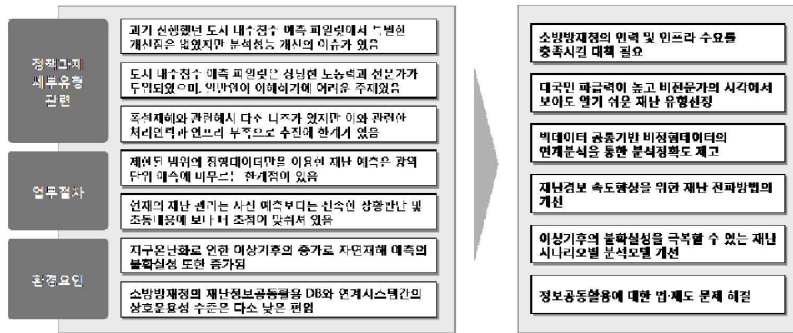 정책과제
세부유형
관련
과거 진행했던 도시 내수침수 예측 파일럿에서 특별한
개선점은 없었지만 분석성능 개선의 이슈가 있음
도시 내수침수 예측 파일럿은 상당한 노동력과 전문가가
투입되었으며, 일반인이 이해하기에 어려운 주제였음
폭설재해와 관련해서 다소 니즈가 있지만 이와 관련한
처리인력과 인프라 부족으로 추진에 한계가 있음
업무절차
제한된 범위의 정형데이터만을 이용한 재난 예측은 광역
단위 예측에 머무르는 한계점이 있음
현재의 재난 관리는 사전 예측보다는 신속한 상황판단 및
초동대응에 보다 더 초점이 맞춰져 있음
환경요인
지구온난화로 인한 이상기후의 증가로 자연재해 예측의
불확실성 또한 증가됨
소방방재청의 재난정보공동활용 DB와 연계시스템간의
상호운용성 수준은 다소 낮은 편임
소방방재청의 인력 및 인프라 수요를
충족시킬 대책 필요
대국민 파급력이 높고 비전문가의 시각에서
보아도 알기 쉬운 재난 유형선정
빅데이터 공통기반 비정형데이터의
연계분석을 통한 분석정확도 제고
재난경보 속도향상을 위한 재난 전파방법의
개선
이상기후의 불확실성을 극복할 수 있는 재난
시나리오별 분석모델 개선
정보공동활용에 대한 법·제도 문제 해결